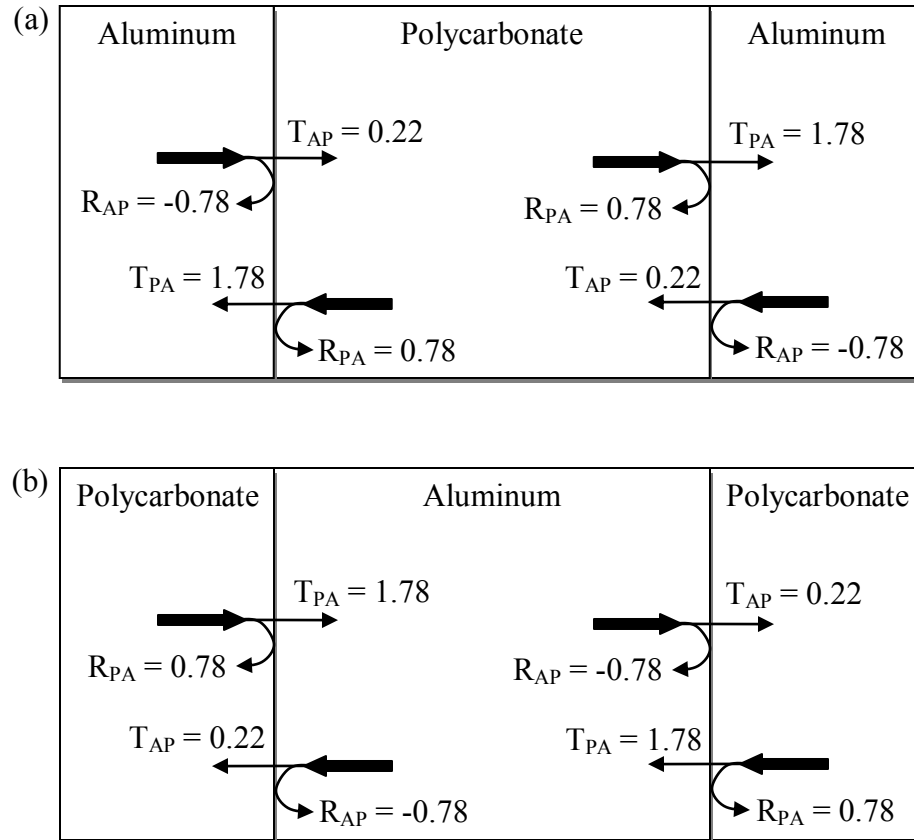 (a)
Aluminum Polycarbonate Aluminum
T_AP = 0.22 T_PA = 1.78
R_AP = -0.78 R_PA = 0.78
T_PA = 1.78 T_AP = 0.22
R_PA = 0.78 R_AP = -0.78
(b)
Polycarbonate Aluminum Polycarbonate
T_PA = 1.78 T_AP = 0.22
R_PA = 0.78 R_AP = -0.78
T_AP = 0.22 T_PA = 1.78
R_AP = -0.78 R_PA = 0.78